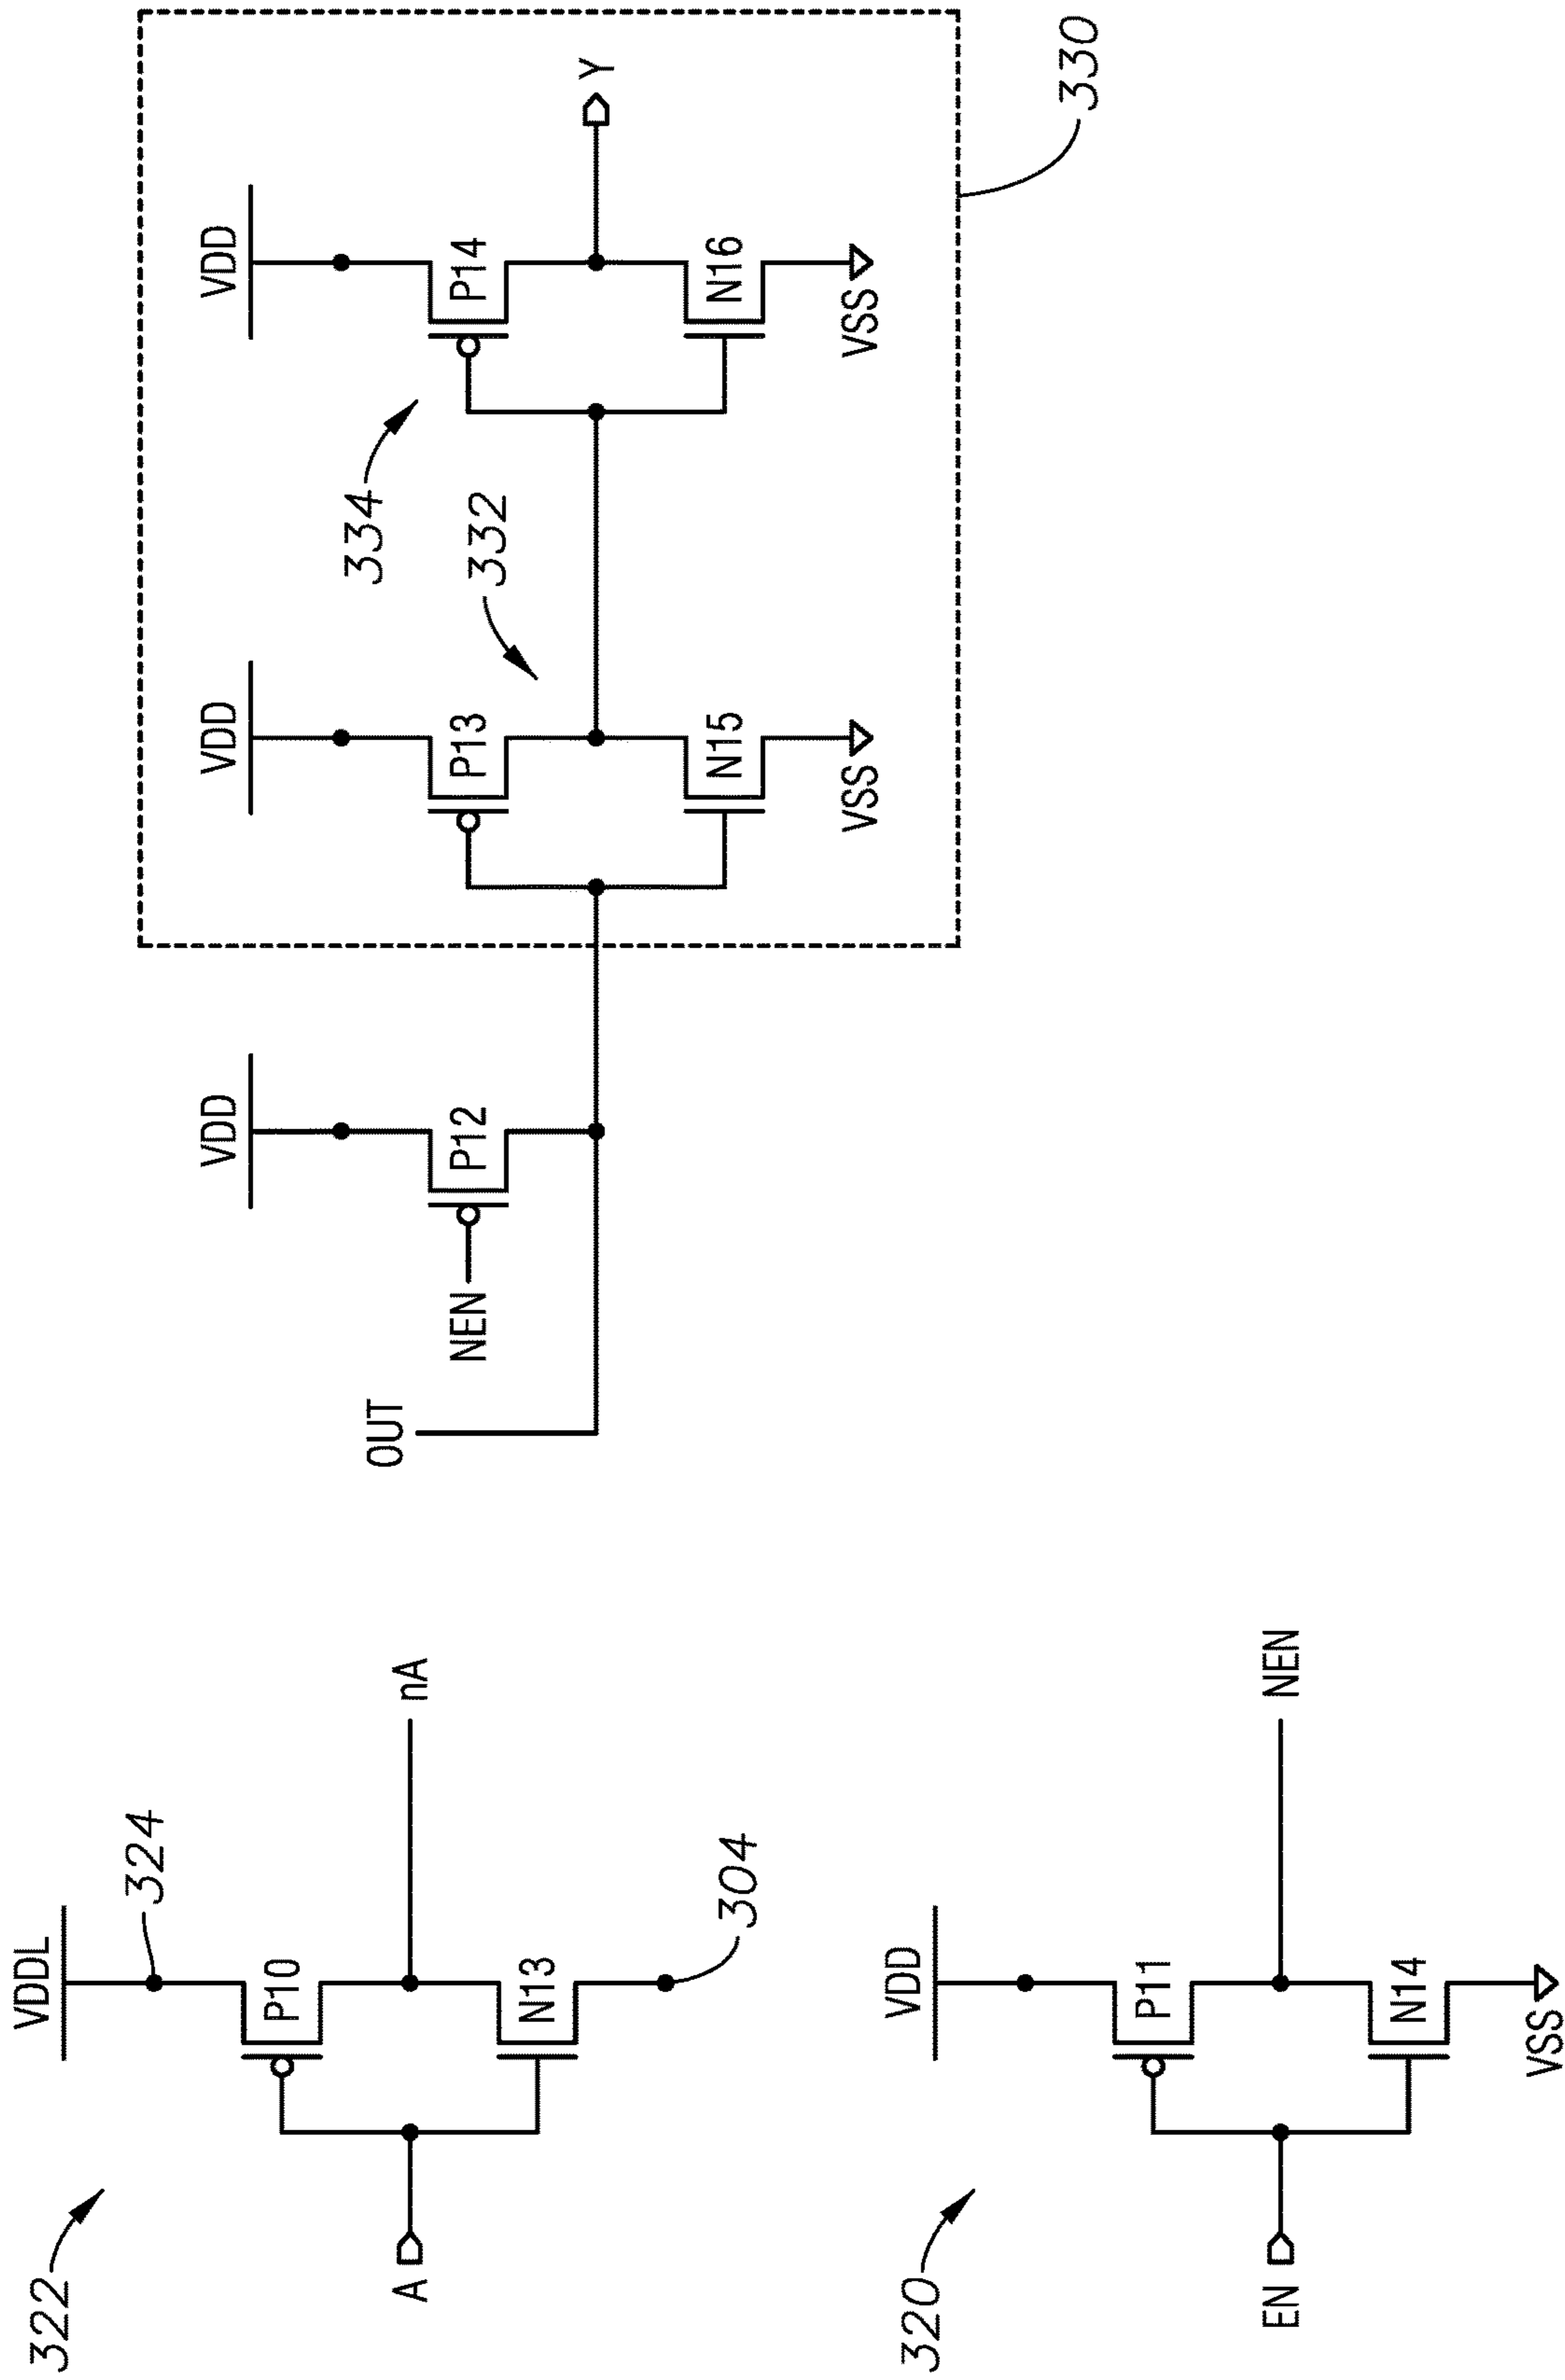 322
VDDL
324
P10
A
nA
N13
304
320
VDD
P11
EN
NEN
N14
VSS
OUT
VDD
NEN
P12
VDD
P13
332
N15
VSS
VDD
334
P14
Y
N16
VSS
330